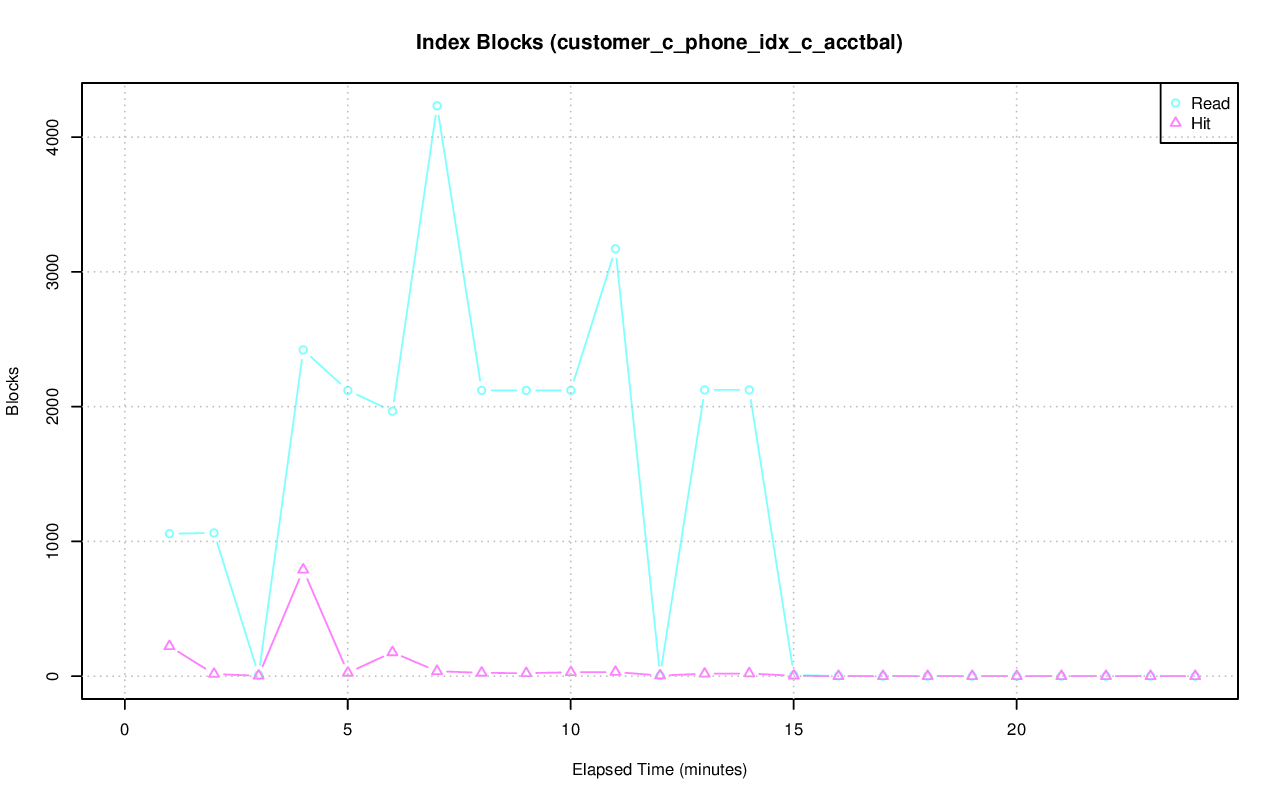 Index Blocks (customer_c_phone_idx_c_acctbal)
Read
Hit
Blocks
4000
3000
2000
1000
0
0 5 10 15 20
Elapsed Time (minutes)